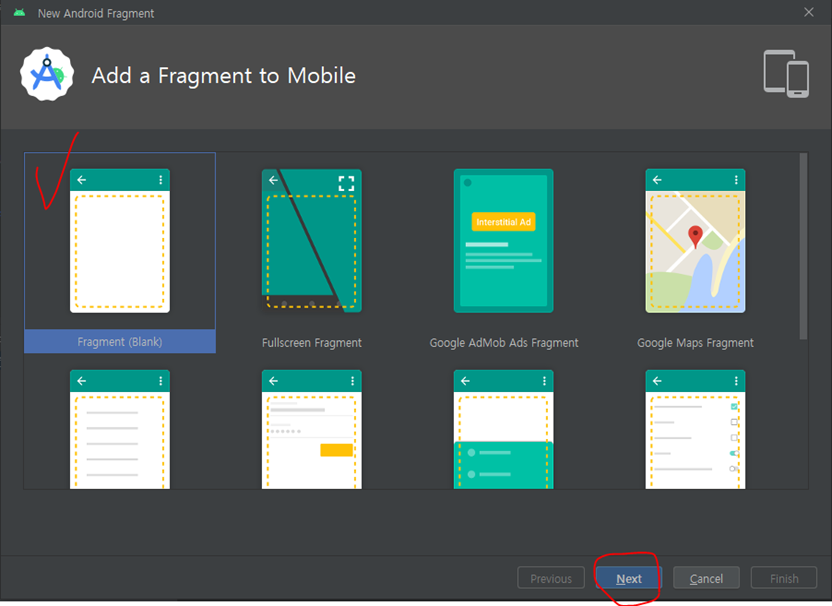 New Android Fragment
Add a Fragment to Mobile
Interstitial Ad
Fragment (Blank)
Fullscreen Fragment
Google AdMob Ads Fragment
Google Maps Fragment
Previous
Next
Cancel
Finish